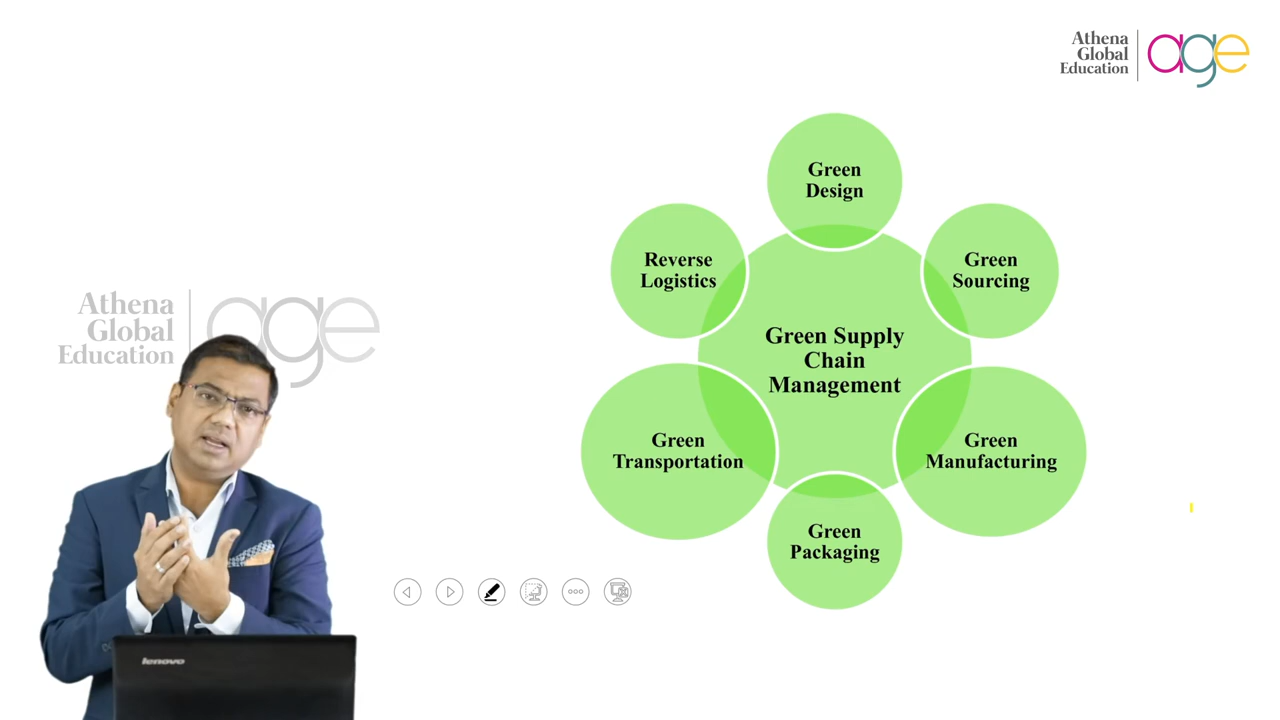 Athena
Global
Education
age
Green
Design
Reverse
Logistics
Green
Sourcing
Athena
Global
Education
age
Green Supply
Chain
Management
Green
Transportation
Green
Manufacturing
Green
Packaging
lenovo